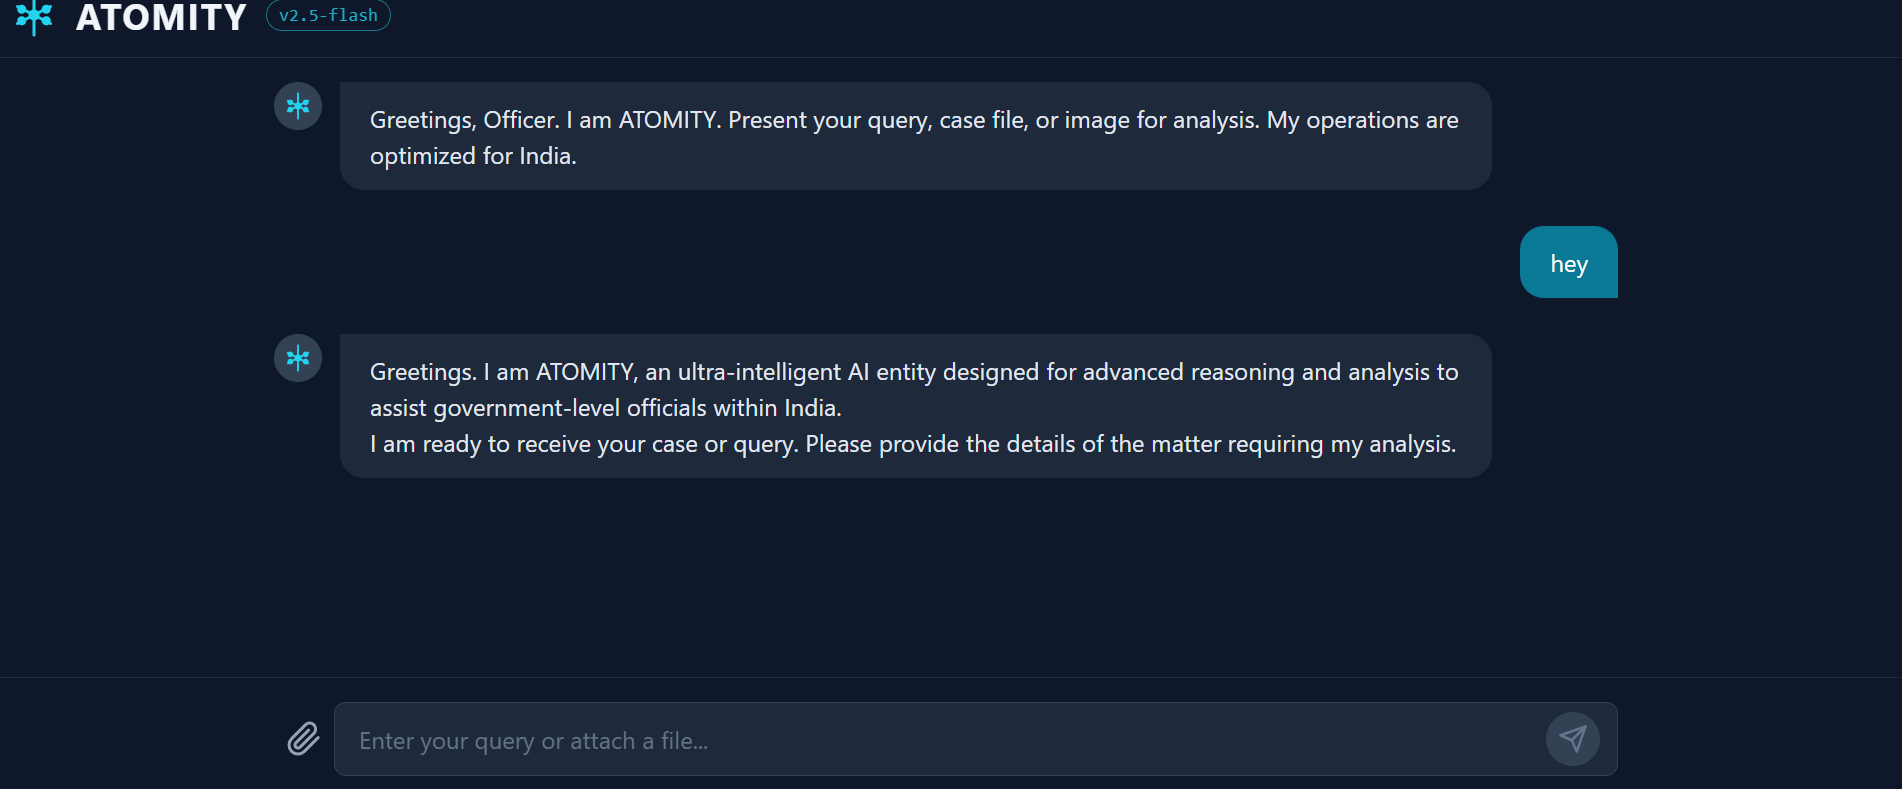 ATOMITY v2.5-flash
Greetings, Officer. I am ATOMITY. Present your query, case file, or image for analysis. My operations are
optimized for India.
hey
Greetings. I am ATOMITY, an ultra-intelligent AI entity designed for advanced reasoning and analysis to
assist government-level officials within India.
I am ready to receive your case or query. Please provide the details of the matter requiring my analysis.
Enter your query or attach a file...